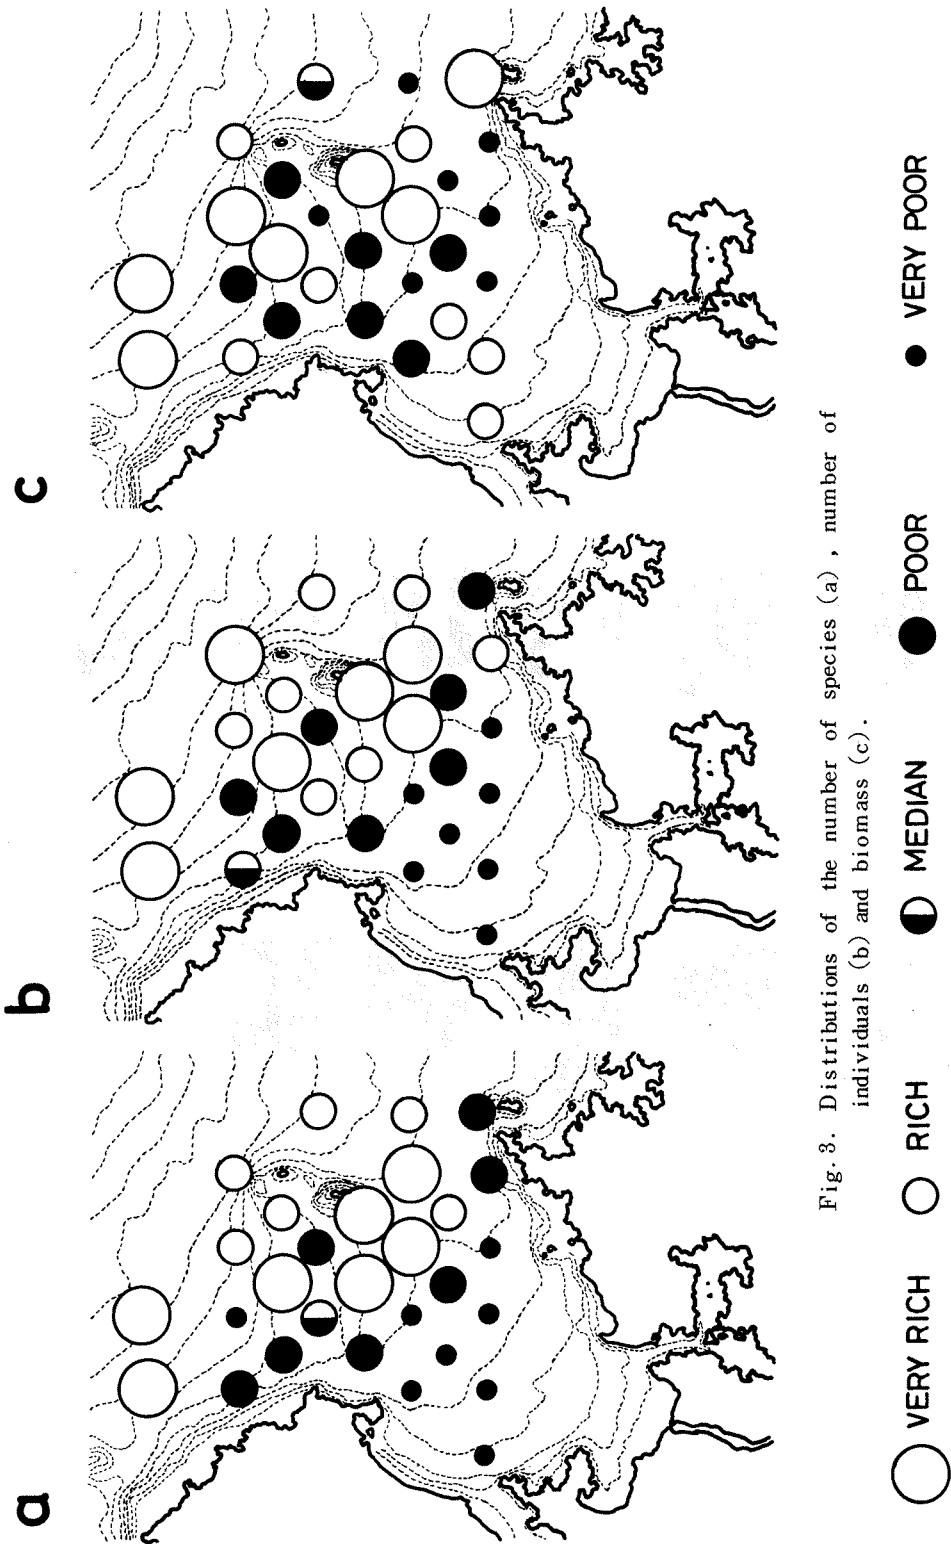 a
b
c
Fig. 3. Distributions of the number of species (a), number of
individuals (b) and biomass (c).
VERY RICH
RICH
MEDIAN
POOR
VERY POOR